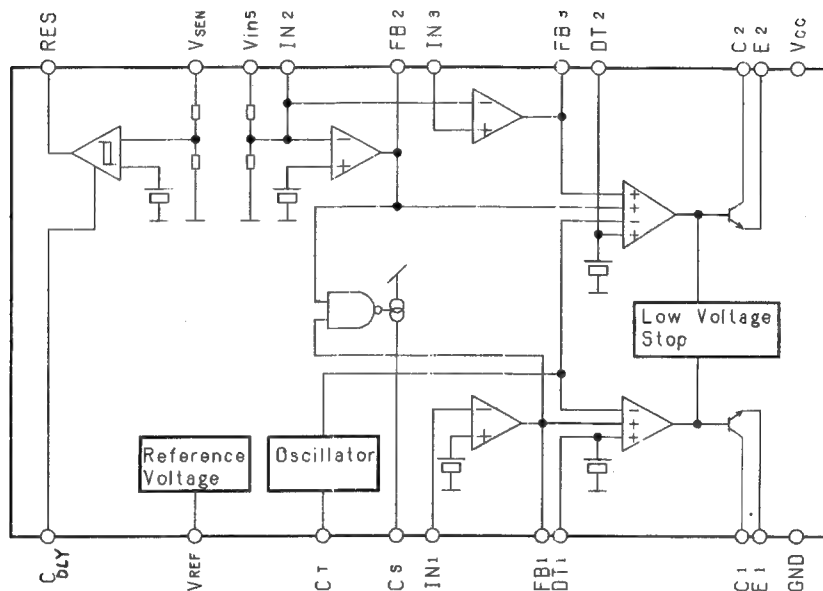 RES
VSEN
Vin5
IN2
FB2
IN3
FB3
DT2
C2
E2
Vcc
Low Voltage
Stop
Reference
Voltage
Oscillator
CDLY
VREF
CT
CS
IN1
FB1
DT1
C1
E1
GND